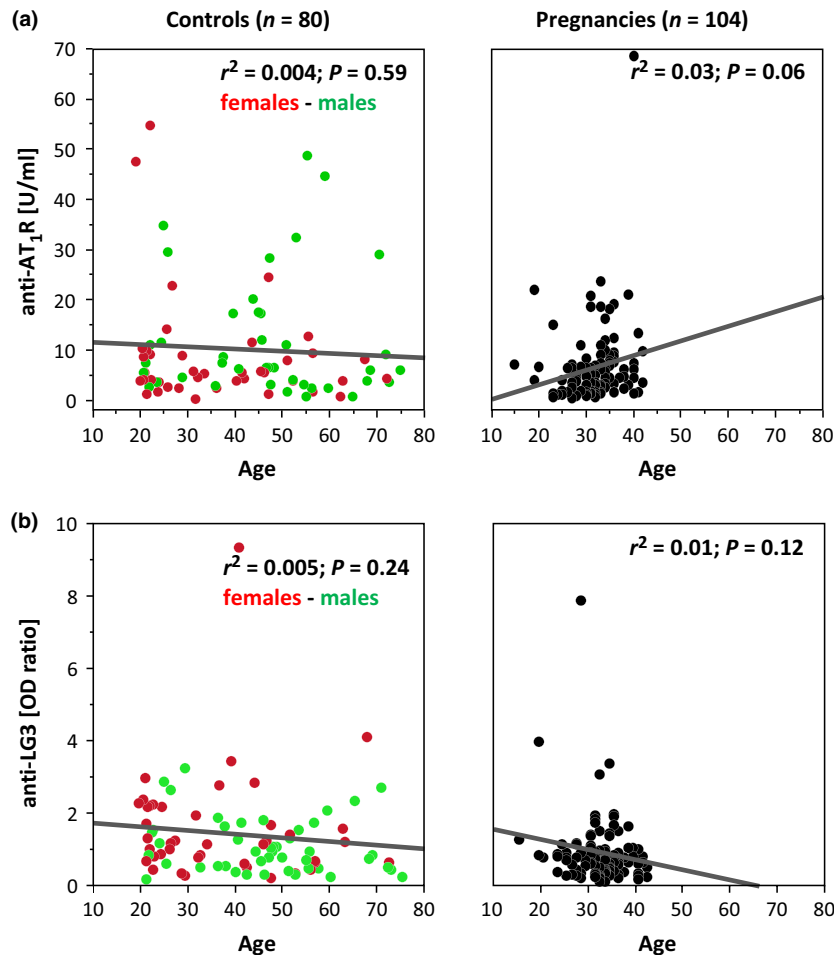 (a)
Controls (n = 80)
Pregnancies (n = 104)
anti-AT1R [U/ml]
70
60
50
40
30
20
10
0
r2 = 0.004; P = 0.59
females - males
10 20 30 40 50 60 70 80
Age
r2 = 0.03; P = 0.06
10 20 30 40 50 60 70 80
Age
(b)
anti-LG3 [OD ratio]
10
8
6
4
2
0
r2 = 0.005; P = 0.24
females - males
10 20 30 40 50 60 70 80
Age
r2 = 0.01; P = 0.12
10 20 30 40 50 60 70 80
Age